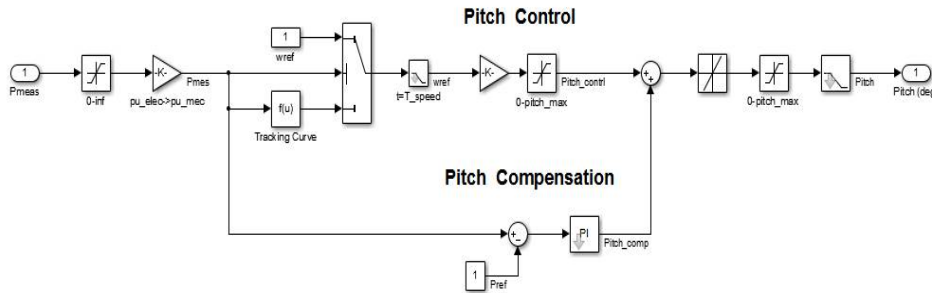 Pitch Control
1
Pmeas
0-inf
-K-
pu_elec->pu_mec
Pmes
1
wref
f(u)
Tracking Curve
t=T_speed
wref
-K-
0-pitch_max
Pitch_contrl
++
0-pitch_max
Pitch
1
Pitch (deg
Pitch Compensation
+-
1
Pref
PI
Pitch_comp